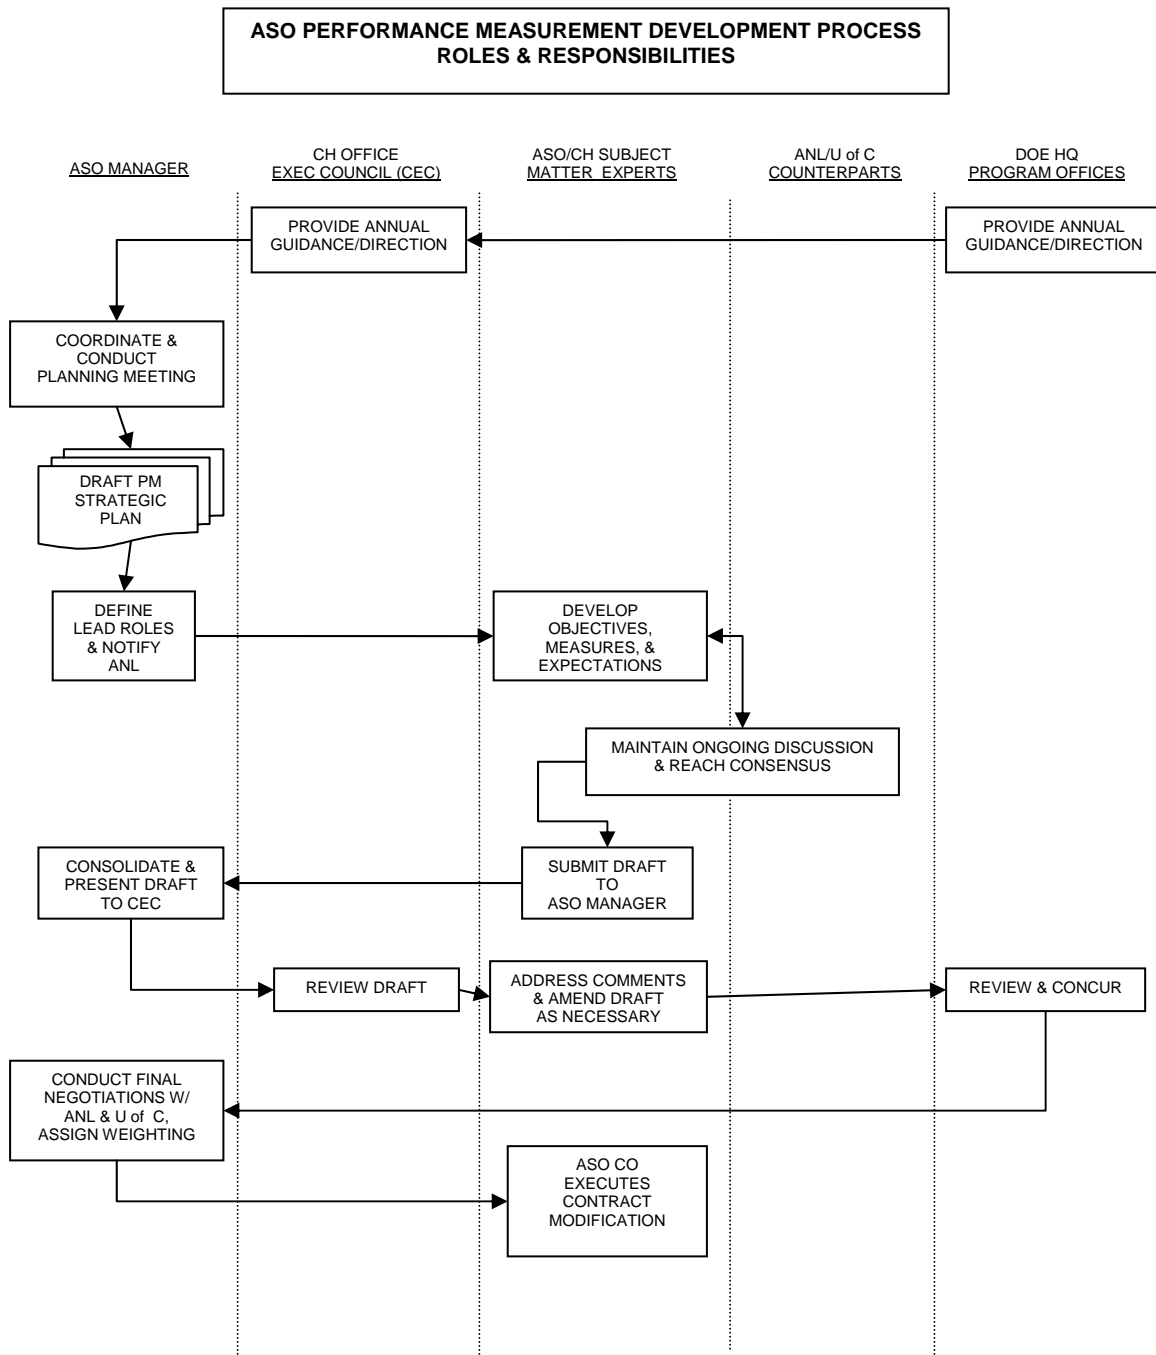 ASO PERFORMANCE MEASUREMENT DEVELOPMENT PROCESS
ROLES & RESPONSIBILITIES
ASO MANAGER
CH OFFICE
EXEC COUNCIL (CEC)
ASO/CH SUBJECT
MATTER EXPERTS
ANL/U of C
COUNTERPARTS
DOE HQ
PROGRAM OFFICES
PROVIDE ANNUAL
GUIDANCE/DIRECTION
PROVIDE ANNUAL
GUIDANCE/DIRECTION
COORDINATE &
CONDUCT
PLANNING MEETING
DRAFT PM
STRATEGIC
PLAN
DEFINE
LEAD ROLES
& NOTIFY
ANL
DEVELOP
OBJECTIVES,
MEASURES, &
EXPECTATIONS
MAINTAIN ONGOING DISCUSSION
& REACH CONSENSUS
CONSOLIDATE &
PRESENT DRAFT
TO CEC
SUBMIT DRAFT
TO
ASO MANAGER
REVIEW DRAFT
ADDRESS COMMENTS
& AMEND DRAFT
AS NECESSARY
REVIEW & CONCUR
CONDUCT FINAL
NEGOTIATIONS W/
ANL & U of C,
ASSIGN WEIGHTING
ASO CO
EXECUTES
CONTRACT
MODIFICATION